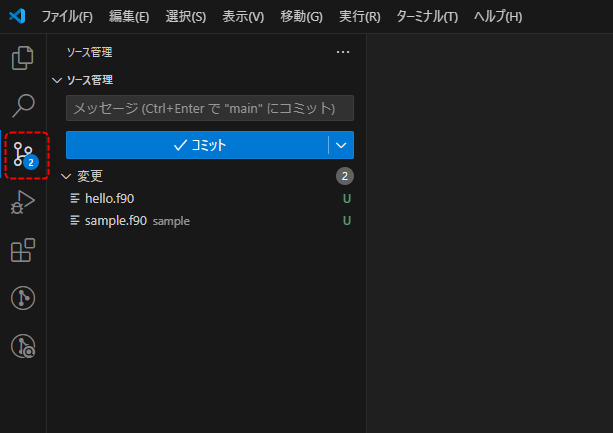 ファイル(F) 編集(E) 選択(S) 表示(V) 移動(G) 実行(R) ターミナル(T) ヘルプ(H)
ソース管理
ソース管理
メッセージ (Ctrl+Enter で "main" にコミット)
コミット
2
変更 2
hello.f90 U
sample.f90 sample U